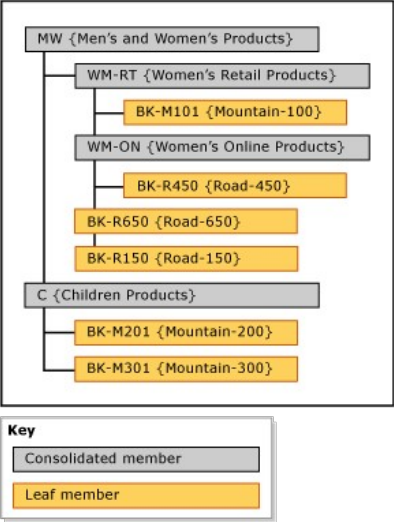 MW {Men's and Women's Products}
WM-RT {Women's Retail Products}
BK-M101 {Mountain-100}
WM-ON {Women's Online Products}
BK-R450 {Road-450}
BK-R650 {Road-650}
BK-R150 {Road-150}
C {Children Products}
BK-M201 {Mountain-200}
BK-M301 {Mountain-300}
Key
Consolidated member
Leaf member